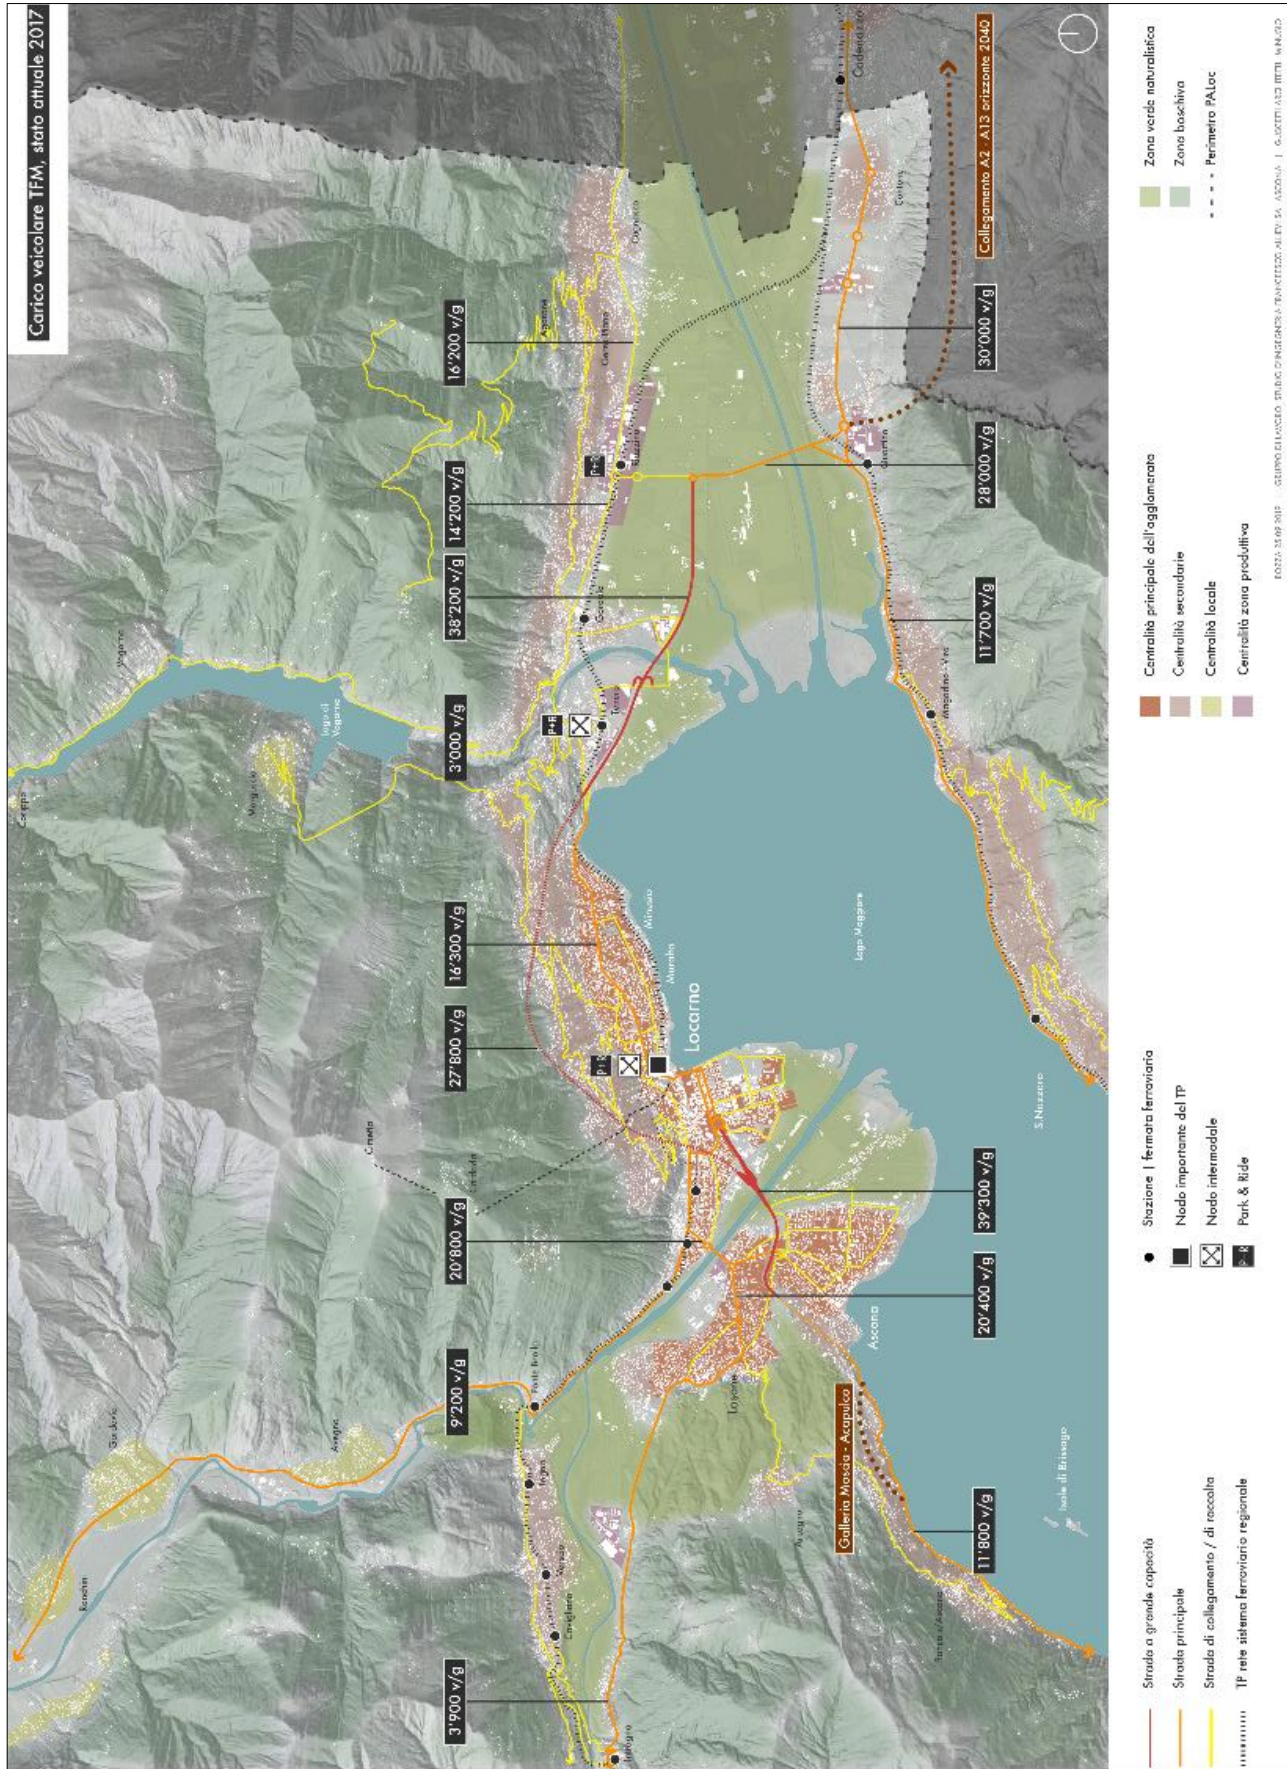 Carico veicolare TFM, stato attuale 2017
3'900 v/g
9'200 v/g
20'800 v/g
27'800 v/g
16'300 v/g
3'000 v/g
38'200 v/g
14'200 v/g
16'200 v/g
Gordevio
Avegno
Ponte Brolla
Tegna
Verscio
Cavigliano
Intragna
Losone
Ascona
Locarno
Muralto
Minusio
Lago di
Vogorno
Vogorno
Corippo
Mergoscia
Tenero
Gordola
Riazzino
Agarone
Cugnasco
Cadenazzo
Contone
Quartino
Magadino-Vira
Lago Maggiore
S.Nazzaro
Isole di Brissago
Ronco s/Ascona
P+R
P+R
P+R
Galleria Moscia - Acapulco
Collegamento A2 - A13 orizzonte 2040
11'800 v/g
20'400 v/g
39'300 v/g
11'700 v/g
28'000 v/g
30'000 v/g
Strada a grande capacità
Strada principale
Strada di collegamento / di raccolta
TP rete sistema ferroviario regionale
Stazione | fermata ferroviaria
Nodo importante del TP
Nodo intermodale
P+R Park & Ride
Centralità principale dell'agglomerato
Centralità secondarie
Centralità locale
Centralità zona produttiva
Zona verde naturalistica
Zona boschiva
Perimetro PALoc